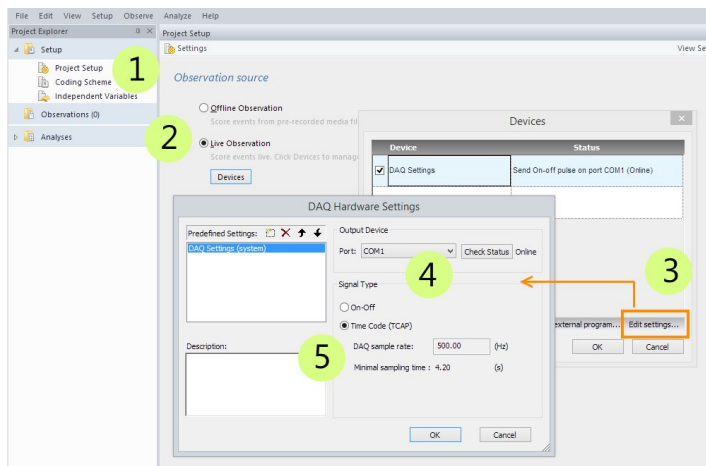 File Edit View Setup Observe Analyze Help
Project Explorer
Project Setup
Setup
Project Setup
Coding Scheme
Independent Variables
Observations (0)
Analyses
1
2
Settings
View Se
Observation source
Offline Observation
Score events from pre-recorded media fil
Live Observation
Score events live. Click Devices to manag
Devices
Devices
Device Status
DAQ Settings Send On-off pulse on port COM1 (Online)
3
external program... Edit settings...
OK Cancel
DAQ Hardware Settings
Predefined Settings:
DAQ Settings (system)
Description:
Output Device
Port: COM1 Check Status Online
4
Signal Type
On-Off
Time Code (TCAP)
5
DAQ sample rate: 500.00 (Hz)
Minimal sampling time : 4.20 (s)
OK Cancel